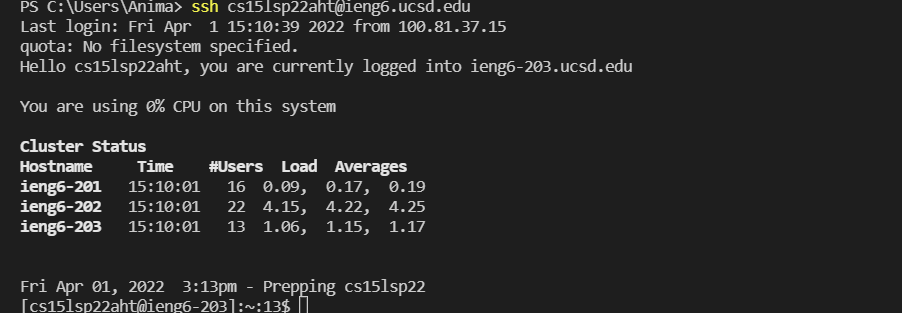 PS C:\Users\Anima> ssh cs15lsp22aht@ieng6.ucsd.edu
Last login: Fri Apr  1 15:10:39 2022 from 100.81.37.15
quota: No filesystem specified.
Hello cs15lsp22aht, you are currently logged into ieng6-203.ucsd.edu
You are using 0% CPU on this system
Cluster Status
Hostname     Time    #Users  Load  Averages
ieng6-201   15:10:01   16  0.09,  0.17,  0.19
ieng6-202   15:10:01   22  4.15,  4.22,  4.25
ieng6-203   15:10:01   13  1.06,  1.15,  1.17
Fri Apr 01, 2022  3:13pm - Prepping cs15lsp22
[cs15lsp22aht@ieng6-203]:~:13$